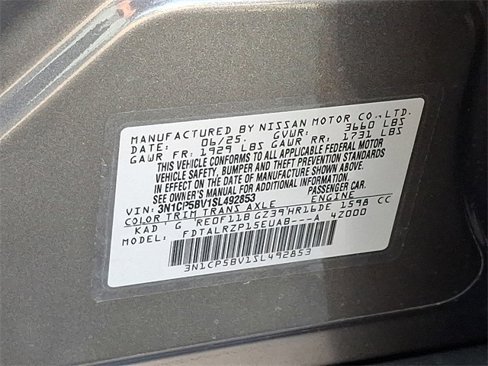 MANUFACTURED BY NISSAN MOTOR CO., LTD.
DATE: 06/25 GVWR: 3660 LBS
GAWR FR: 1929 LBS GAWR RR: 1731 LBS
THIS VEHICLE CONFORMS TO ALL APPLICABLE FEDERAL MOTOR
VEHICLE SAFETY, BUMPER AND THEFT PREVENTION STANDARDS
IN EFFECT ON THE DATE OF MANUFACTURE SHOWN ABOVE.
SEE OWNER'S MANUAL FOR ADDITIONAL INFORMATION.
VIN: 3N1CP5BV1SL492853 PASSENGER CAR
COLOR TRIM TRANS AXLE ENGINE
KAD G RE0F11B GZ39 HR16DE 1598 CC
MODEL: FDTALRZP15EUAB---A 4Z000
3N1CP5BV1SL492853